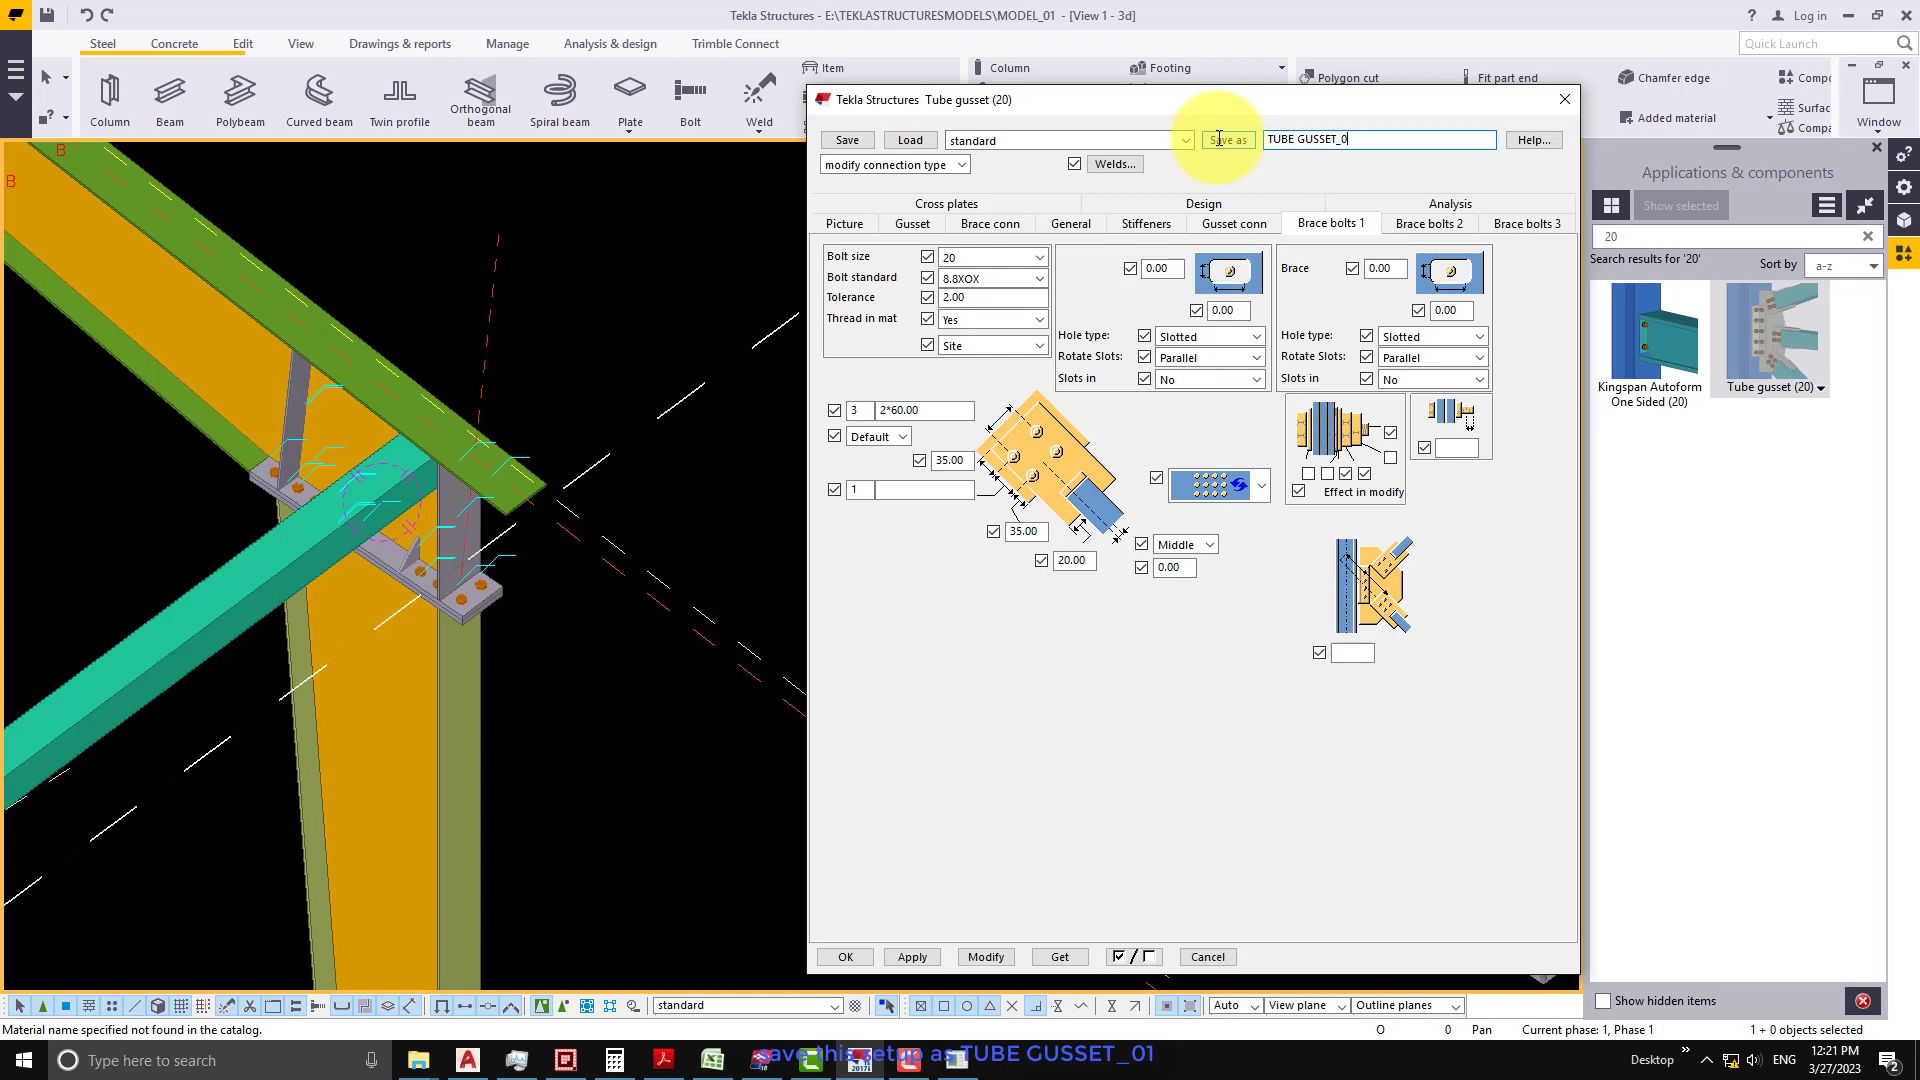 Tekla Structures - E:\TEKLASTRUCTURESMODELS\MODEL_01 - [View 1 - 3d]
Log in
Steel Concrete Edit View Drawings & reports Manage Analysis & design Trimble Connect
Quick Launch
Column Beam Polybeam Curved beam Twin profile Orthogonal beam Spiral beam Plate Bolt Weld
Item Column Footing Polygon cut Fit part end Chamfer edge Added material Window
Tekla Structures Tube gusset (20)
Save Load standard Save as TUBE GUSSET_0 Help...
modify connection type Welds...
Cross plates Design Analysis
Picture Gusset Brace conn General Stiffeners Gusset conn Brace bolts 1 Brace bolts 2 Brace bolts 3
Bolt size 20
Bolt standard 8.8XOX
Tolerance 2.00
Thread in mat Yes
Site
0.00
0.00
Hole type: Slotted
Rotate Slots: Parallel
Slots in No
Brace 0.00
0.00
Hole type: Slotted
Rotate Slots: Parallel
Slots in No
3 2*60.00
Default
35.00
1
35.00
20.00
Middle
0.00
Effect in modify
OK Apply Modify Get / Cancel
Applications & components
Show selected
20
Search results for '20' Sort by a-z
Kingspan Autoform One Sided (20)
Tube gusset (20)
Show hidden items
B
B
standard Auto View plane Outline planes
Material name specified not found in the catalog. O 0 Pan Current phase: 1, Phase 1 1 + 0 objects selected
save this setup as TUBE GUSSET_01
Type here to search
Desktop ENG 12:21 PM
3/27/2023 2